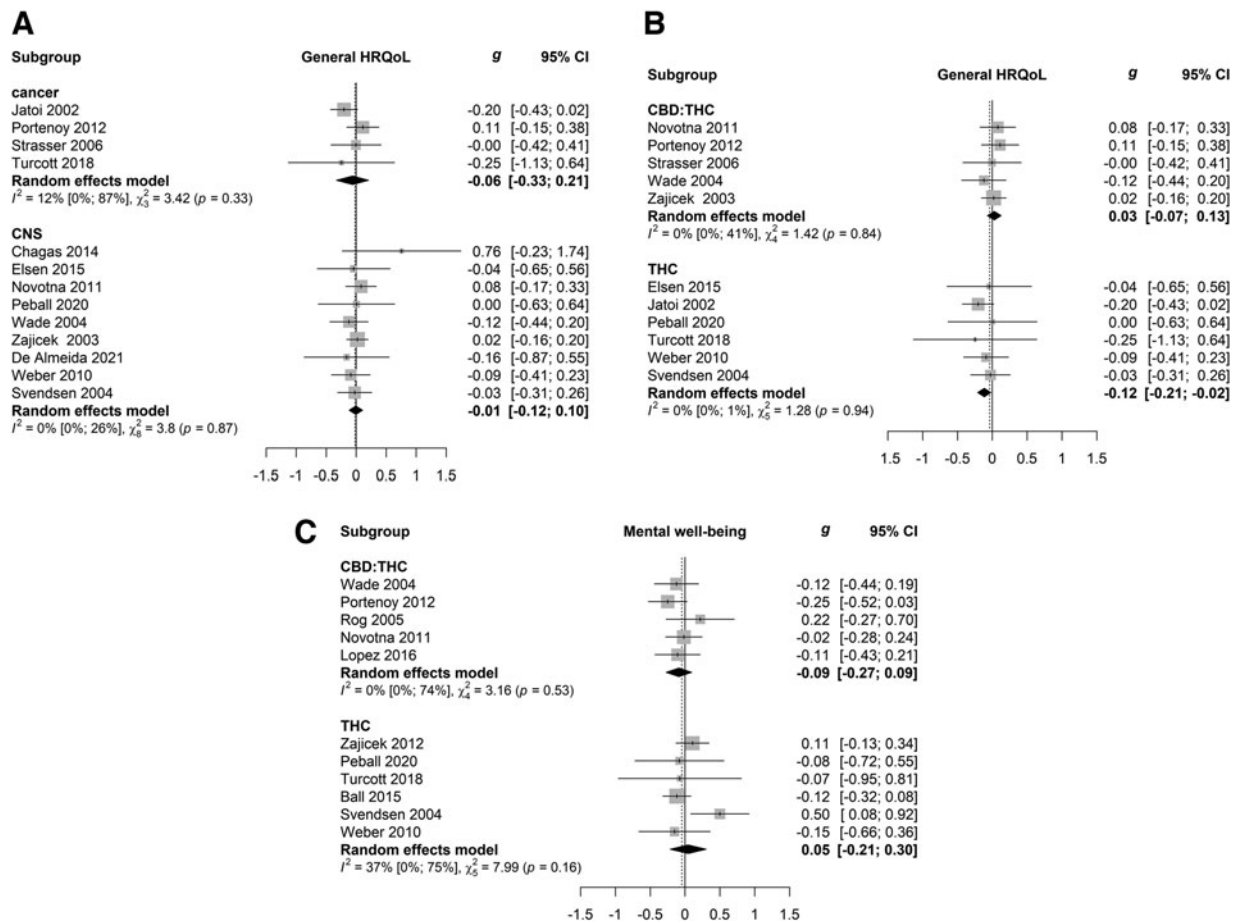 A
Subgroup General HRQoL g 95% CI
cancer
Jatoi 2002 -0.20 [-0.43; 0.02]
Portenoy 2012 0.11 [-0.15; 0.38]
Strasser 2006 -0.00 [-0.42; 0.41]
Turcott 2018 -0.25 [-1.13; 0.64]
Random effects model -0.06 [-0.33; 0.21]
I² = 12% [0%; 87%], χ²₃ = 3.42 (p = 0.33)
CNS
Chagas 2014 0.76 [-0.23; 1.74]
Elsen 2015 -0.04 [-0.65; 0.56]
Novotna 2011 0.08 [-0.17; 0.33]
Peball 2020 0.00 [-0.63; 0.64]
Wade 2004 -0.12 [-0.44; 0.20]
Zajicek 2003 0.02 [-0.16; 0.20]
De Almeida 2021 -0.16 [-0.87; 0.55]
Weber 2010 -0.09 [-0.41; 0.23]
Svendsen 2004 -0.03 [-0.31; 0.26]
Random effects model -0.01 [-0.12; 0.10]
I² = 0% [0%; 26%], χ²₈ = 3.8 (p = 0.87)
-1.5 -1 -0.5 0 0.5 1 1.5
B
Subgroup General HRQoL g 95% CI
CBD:THC
Novotna 2011 0.08 [-0.17; 0.33]
Portenoy 2012 0.11 [-0.15; 0.38]
Strasser 2006 -0.00 [-0.42; 0.41]
Wade 2004 -0.12 [-0.44; 0.20]
Zajicek 2003 0.02 [-0.16; 0.20]
Random effects model 0.03 [-0.07; 0.13]
I² = 0% [0%; 41%], χ²₄ = 1.42 (p = 0.84)
THC
Elsen 2015 -0.04 [-0.65; 0.56]
Jatoi 2002 -0.20 [-0.43; 0.02]
Peball 2020 0.00 [-0.63; 0.64]
Turcott 2018 -0.25 [-1.13; 0.64]
Weber 2010 -0.09 [-0.41; 0.23]
Svendsen 2004 -0.03 [-0.31; 0.26]
Random effects model -0.12 [-0.21; -0.02]
I² = 0% [0%; 1%], χ²₅ = 1.28 (p = 0.94)
1.5 -1 -0.5 0 0.5 1 1.5
C
Subgroup Mental well-being g 95% CI
CBD:THC
Wade 2004 -0.12 [-0.44; 0.19]
Portenoy 2012 -0.25 [-0.52; 0.03]
Rog 2005 0.22 [-0.27; 0.70]
Novotna 2011 -0.02 [-0.28; 0.24]
Lopez 2016 -0.11 [-0.43; 0.21]
Random effects model -0.09 [-0.27; 0.09]
I² = 0% [0%; 74%], χ²₄ = 3.16 (p = 0.53)
THC
Zajicek 2012 0.11 [-0.13; 0.34]
Peball 2020 -0.08 [-0.72; 0.55]
Turcott 2018 -0.07 [-0.95; 0.81]
Ball 2015 -0.12 [-0.32; 0.08]
Svendsen 2004 0.50 [ 0.08; 0.92]
Weber 2010 -0.15 [-0.66; 0.36]
Random effects model 0.05 [-0.21; 0.30]
I² = 37% [0%; 75%], χ²₅ = 7.99 (p = 0.16)
-1.5 -1 -0.5 0 0.5 1 1.5